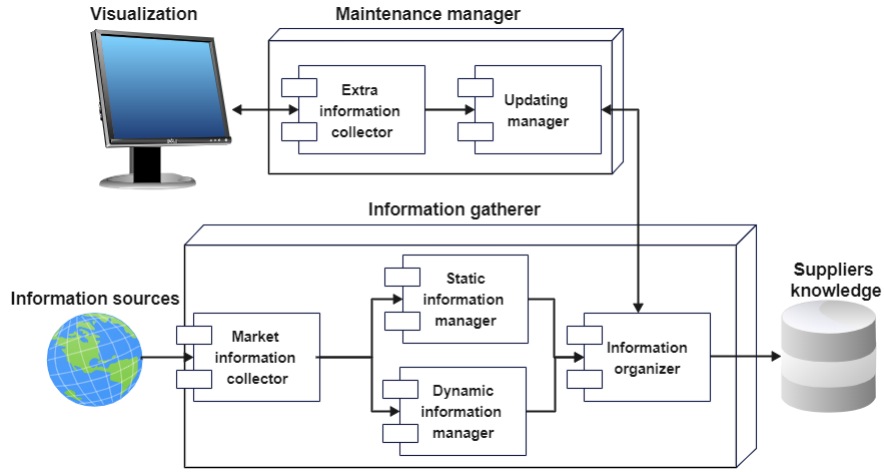 Visualization
Maintenance manager
Extra
information
collector
Updating
manager
Information gatherer
Static
information
manager
Suppliers
knowledge
Information sources
Market
information
collector
Information
organizer
Dynamic
information
manager